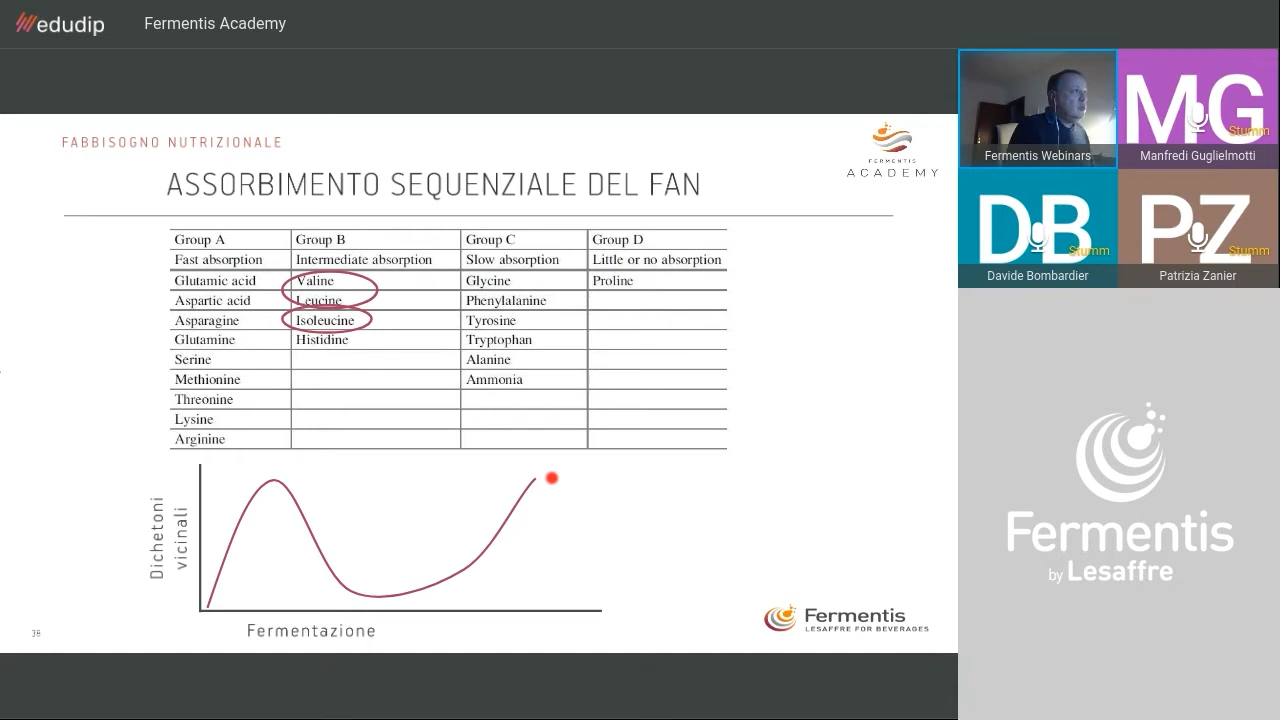 edudip
Fermentis Academy
FABBISOGNO NUTRIZIONALE
ASSORBIMENTO SEQUENZIALE DEL FAN
FERMENTIS
ACADEMY
Group A Group B Group C Group D
Fast absorption Intermediate absorption Slow absorption Little or no absorption
Glutamic acid Valine Glycine Proline
Aspartic acid Leucine Phenylalanine
Asparagine Isoleucine Tyrosine
Glutamine Histidine Tryptophan
Serine Alanine
Methionine Ammonia
Threonine
Lysine
Arginine
Dichetoni
vicinali
Fermentazione
38
Fermentis
LESAFFRE FOR BEVERAGES
Fermentis Webinars
MG
Stumm
Manfredi Guglielmotti
DB
Stumm
Davide Bombardier
PZ
Stumm
Patrizia Zanier
Fermentis
by Lesaffre